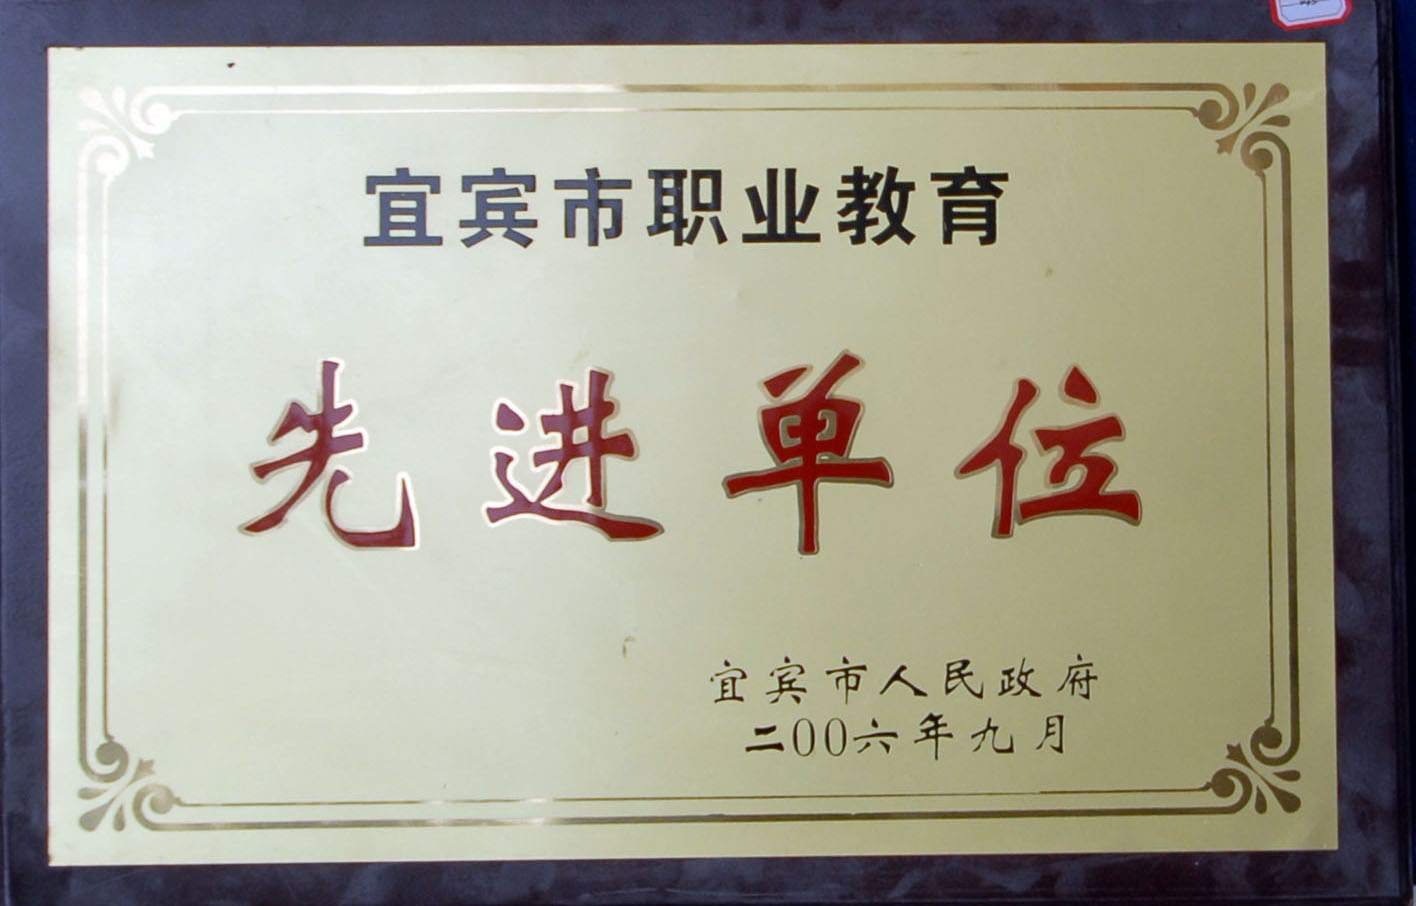 宜宾市职业教育
先进单位
宜宾市人民政府
二00六年九月